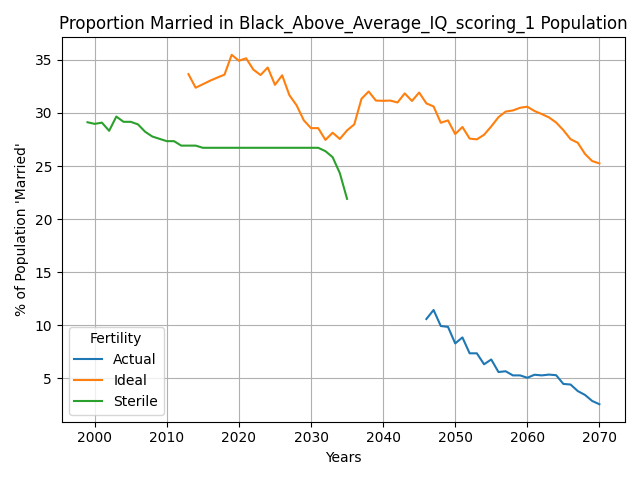 Proportion Married in Black_Above_Average_IQ_scoring_1 Population
% of Population 'Married'
35
30
25
20
15
10
5
Fertility
Actual
Ideal
Sterile
2000 2010 2020 2030 2040 2050 2060 2070
Years